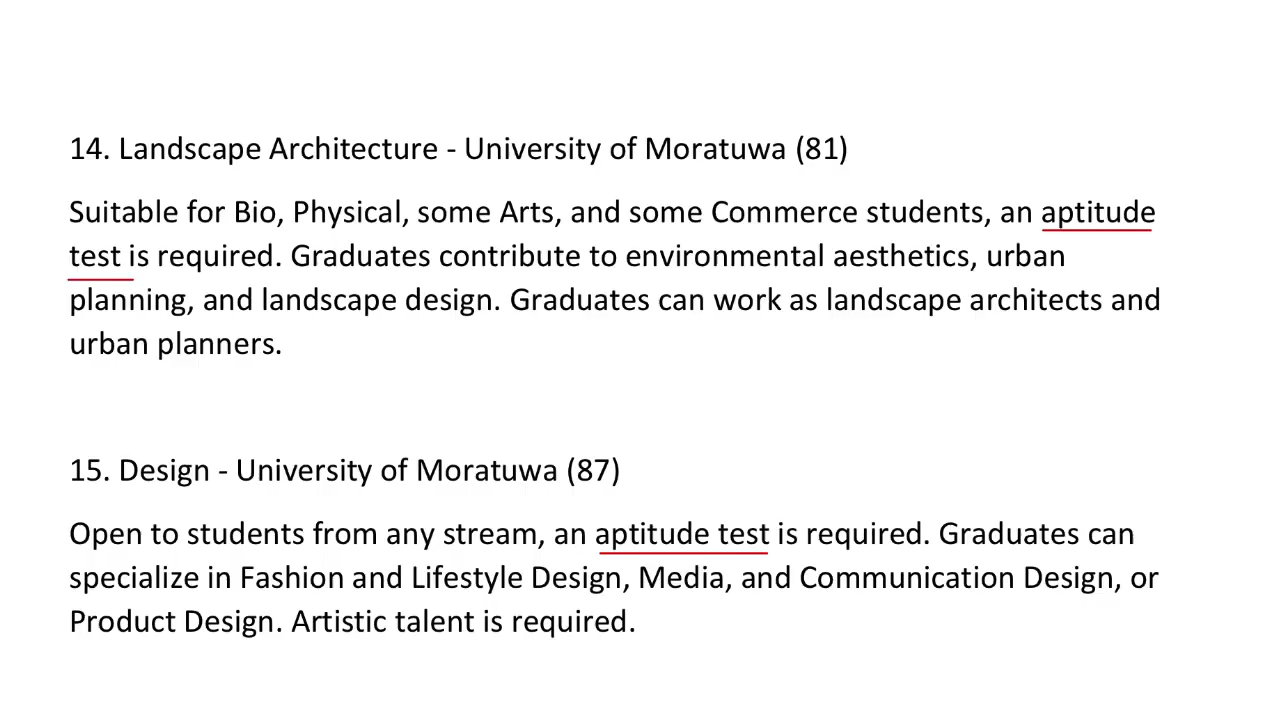 14. Landscape Architecture - University of Moratuwa (81)
Suitable for Bio, Physical, some Arts, and some Commerce students, an aptitude
test is required. Graduates contribute to environmental aesthetics, urban
planning, and landscape design. Graduates can work as landscape architects and
urban planners.
15. Design - University of Moratuwa (87)
Open to students from any stream, an aptitude test is required. Graduates can
specialize in Fashion and Lifestyle Design, Media, and Communication Design, or
Product Design. Artistic talent is required.